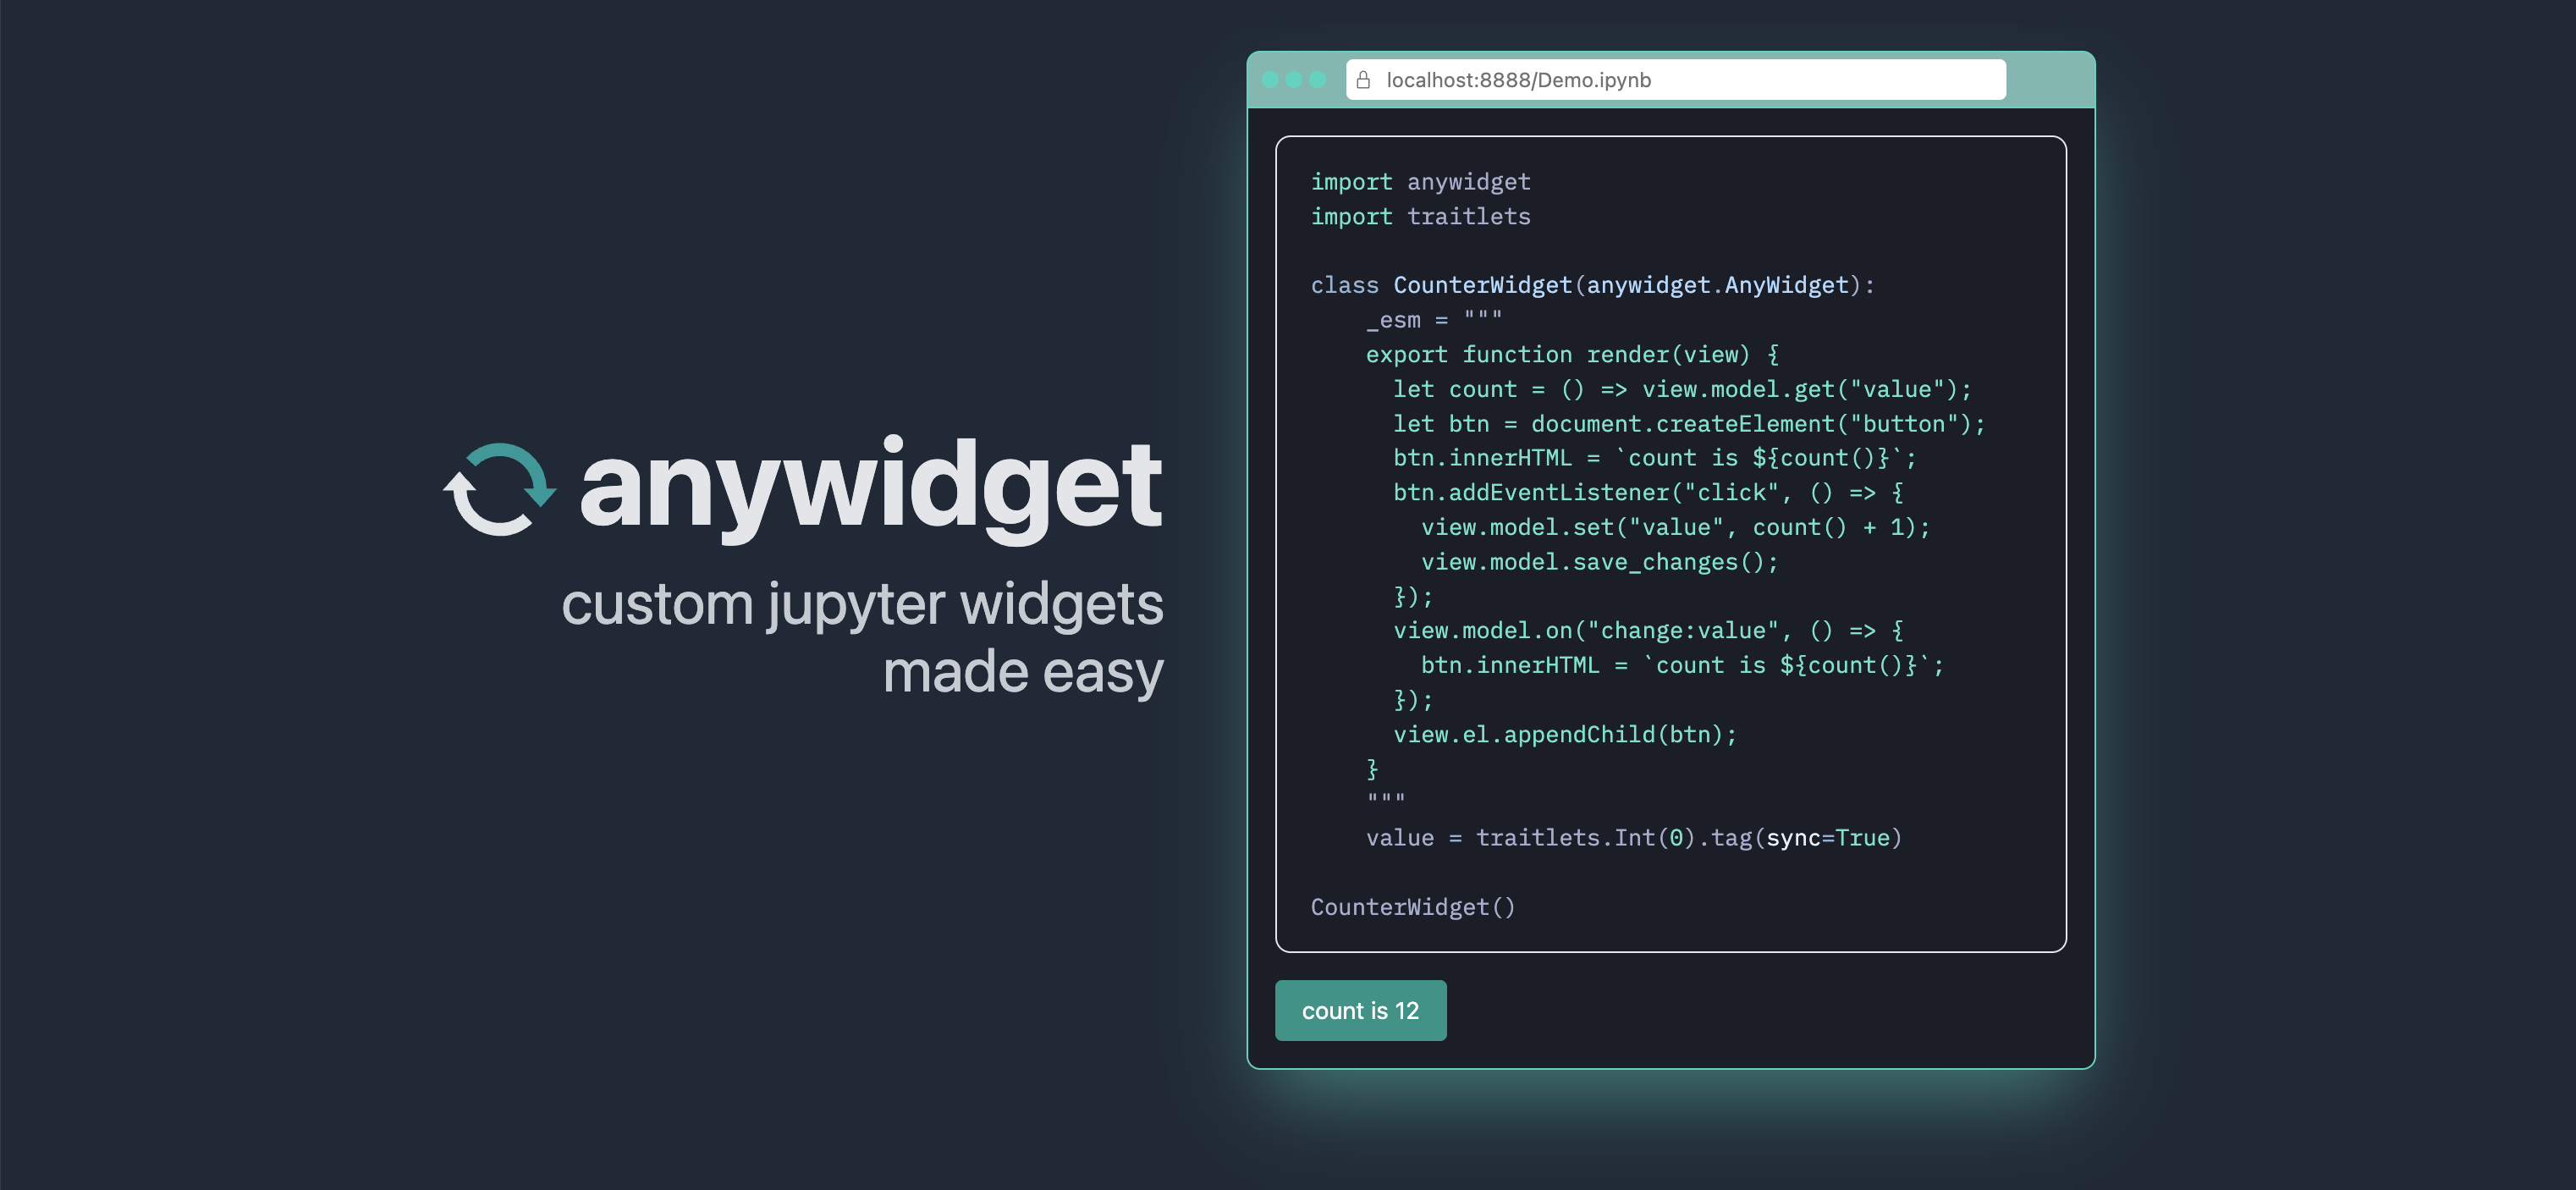 anywidget
custom jupyter widgets
made easy
localhost:8888/Demo.ipynb
import anywidget
import traitlets

class CounterWidget(anywidget.AnyWidget):
    _esm = """
    export function render(view) {
      let count = () => view.model.get("value");
      let btn = document.createElement("button");
      btn.innerHTML = `count is ${count()}`;
      btn.addEventListener("click", () => {
        view.model.set("value", count() + 1);
        view.model.save_changes();
      });
      view.model.on("change:value", () => {
        btn.innerHTML = `count is ${count()}`;
      });
      view.el.appendChild(btn);
    }
    """
    value = traitlets.Int(0).tag(sync=True)

CounterWidget()
count is 12